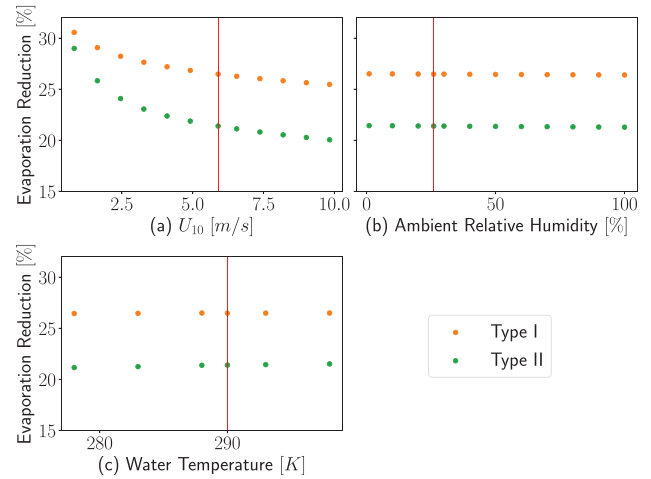 Evaporation Reduction [%]
30
25
20
15
2.5 5.0 7.5 10.0
(a) U10 [m/s]
0 50 100
(b) Ambient Relative Humidity [%]
Evaporation Reduction [%]
30
25
20
15
280 290
(c) Water Temperature [K]
Type I
Type II